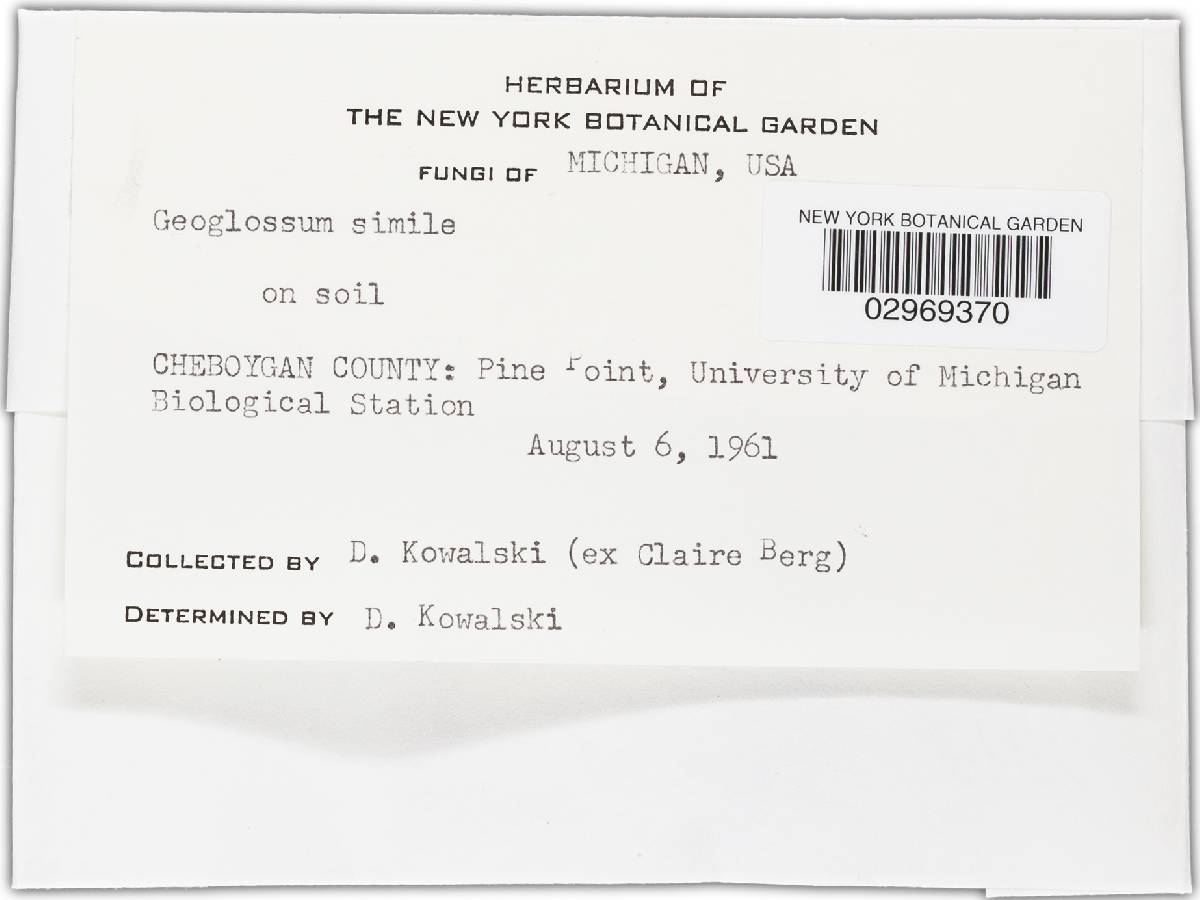 HERBARIUM OF
THE NEW YORK BOTANICAL GARDEN
FUNGI OF MICHIGAN, USA
Geoglossum simile
NEW YORK BOTANICAL GARDEN
02969370
on soil
CHEBOYGAN COUNTY: Pine Point, University of Michigan
Biological Station
August 6, 1961
COLLECTED BY D. Kowalski (ex Claire Berg)
DETERMINED BY D. Kowalski